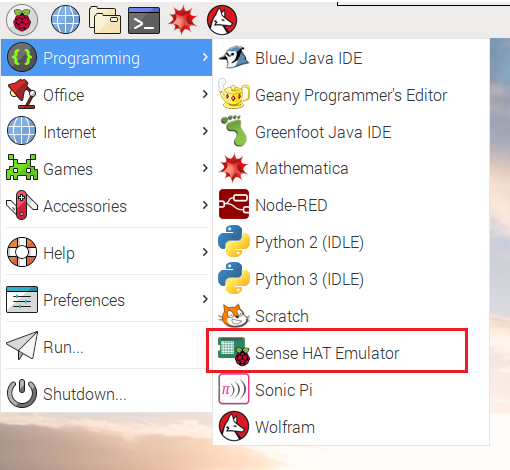 Programming
Office
Internet
Games
Accessories
Help
Preferences
Run...
Shutdown...
BlueJ Java IDE
Geany Programmer's Editor
Greenfoot Java IDE
Mathematica
Node-RED
Python 2 (IDLE)
Python 3 (IDLE)
Scratch
Sense HAT Emulator
Sonic Pi
Wolfram